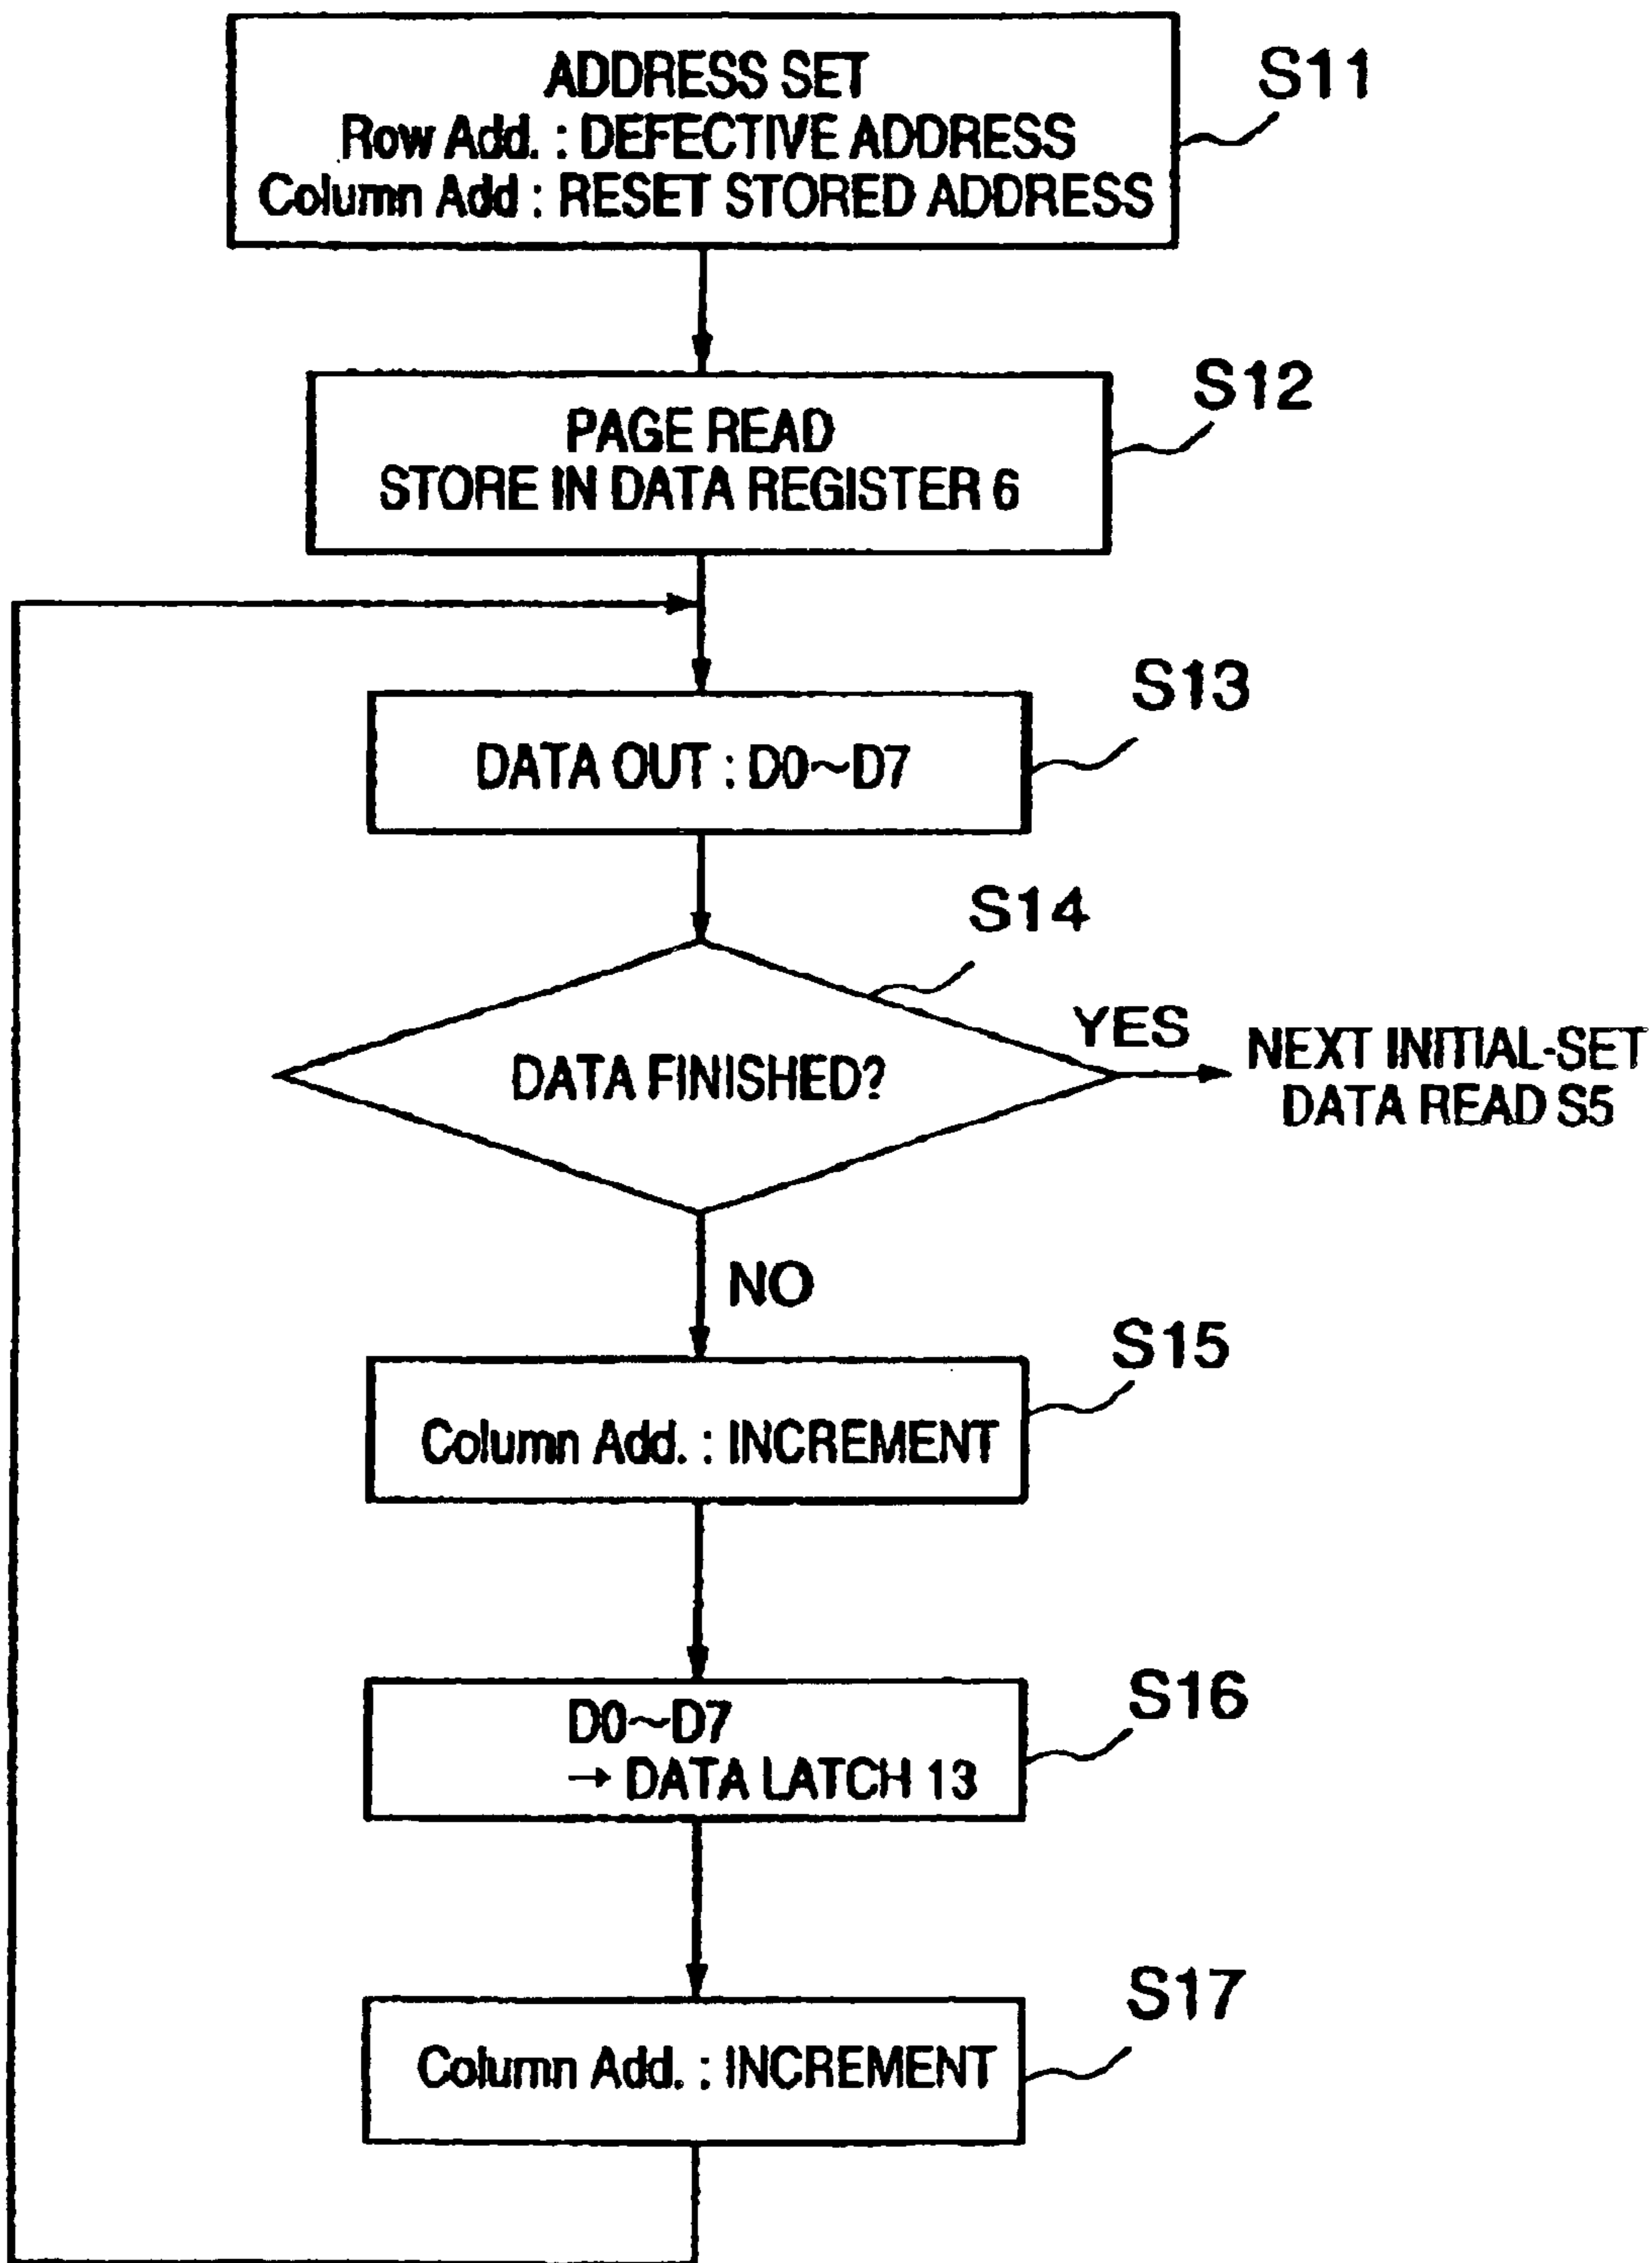 ADDRESS SET
Row Add. : DEFECTIVE ADDRESS
Column Add : RESET STORED ADDRESS
S11
PAGE READ
STORE IN DATA REGISTER 6
S12
DATA OUT : D0~D7
S13
S14
DATA FINISHED?
YES
NEXT INITIAL-SET
DATA READ S5
NO
Column Add. : INCREMENT
S15
D0~D7
→ DATA LATCH 13
S16
Column Add. : INCREMENT
S17